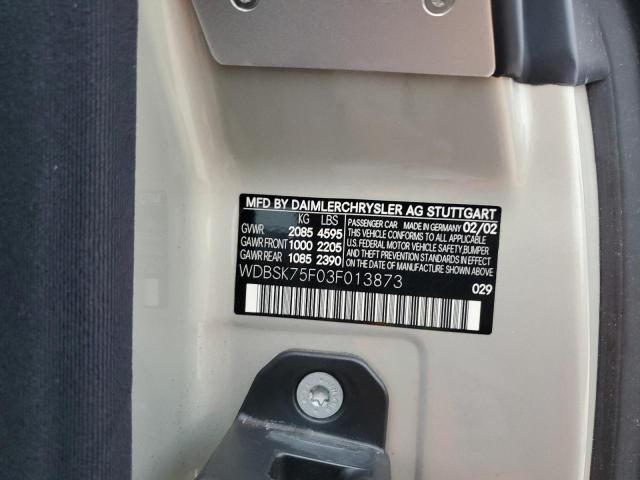 MFD BY DAIMLERCHRYSLER AG STUTTGART
KG LBS
GVWR 2085 4595
GAWR FRONT 1000 2205
GAWR REAR 1085 2390
PASSENGER CAR MADE IN GERMANY 02/02
THIS VEHICLE CONFORMS TO ALL APPLICABLE
U.S. FEDERAL MOTOR VEHICLE SAFETY, BUMPER
AND THEFT PREVENTION STANDARDS IN EFFECT
ON THE DATE OF MANUFACTURE SHOWN ABOVE.
WDBSK75F03F013873
029